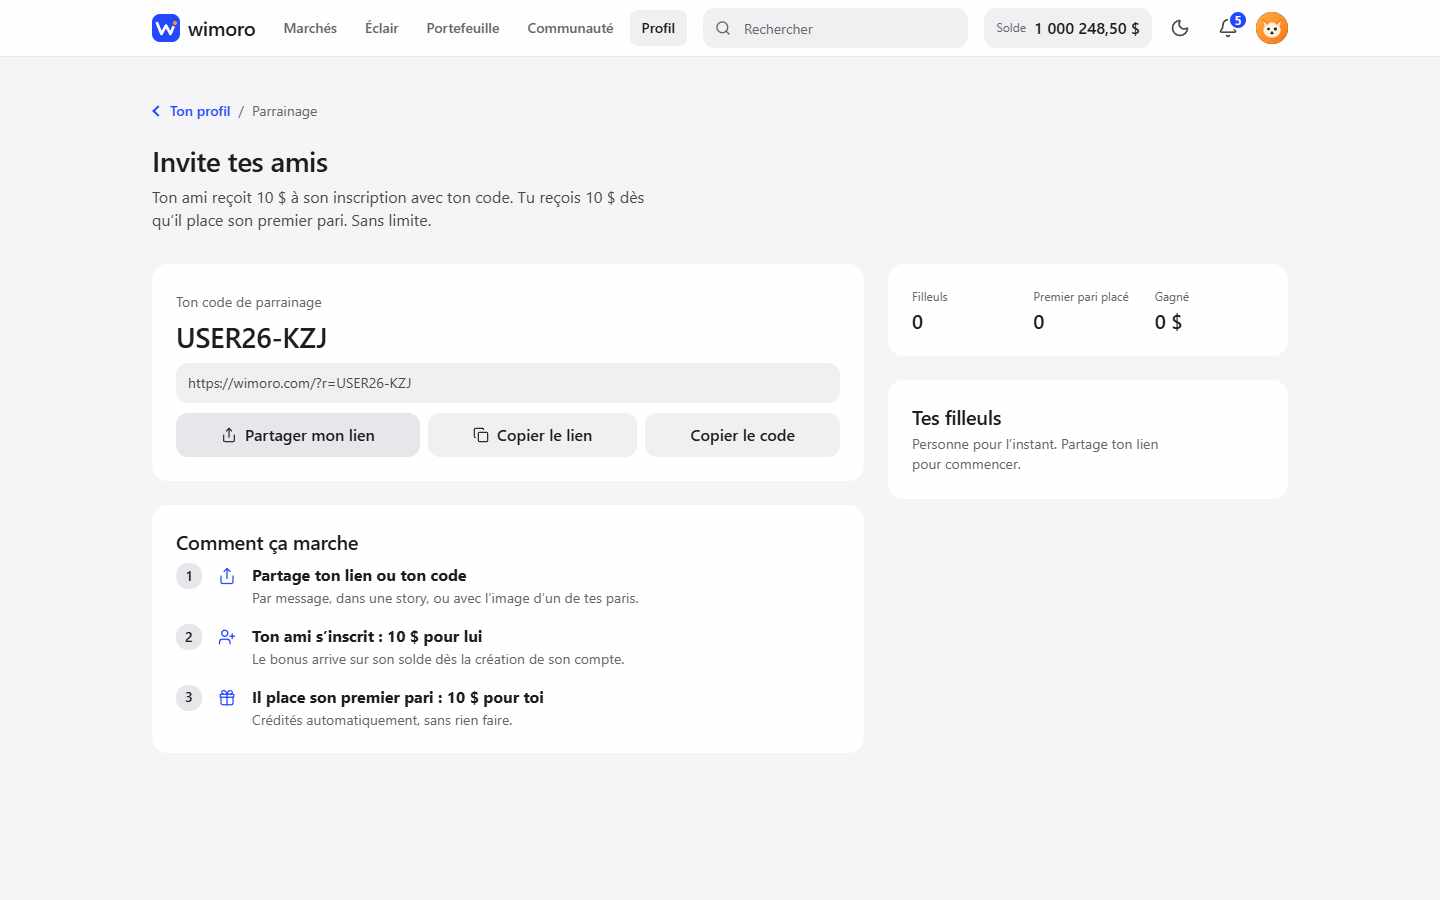 wimoro
Marchés
Éclair
Portefeuille
Communauté
Profil
Rechercher
Solde 1 000 248,50 $
5
Ton profil / Parrainage
Invite tes amis
Ton ami reçoit 10 $ à son inscription avec ton code. Tu reçois 10 $ dès
qu’il place son premier pari. Sans limite.
Ton code de parrainage
USER26-KZJ
https://wimoro.com/?r=USER26-KZJ
Partager mon lien
Copier le lien
Copier le code
Comment ça marche
1
Partage ton lien ou ton code
Par message, dans une story, ou avec l’image d’un de tes paris.
2
Ton ami s’inscrit : 10 $ pour lui
Le bonus arrive sur son solde dès la création de son compte.
3
Il place son premier pari : 10 $ pour toi
Crédités automatiquement, sans rien faire.
Filleuls
0
Premier pari placé
0
Gagné
0 $
Tes filleuls
Personne pour l’instant. Partage ton lien
pour commencer.